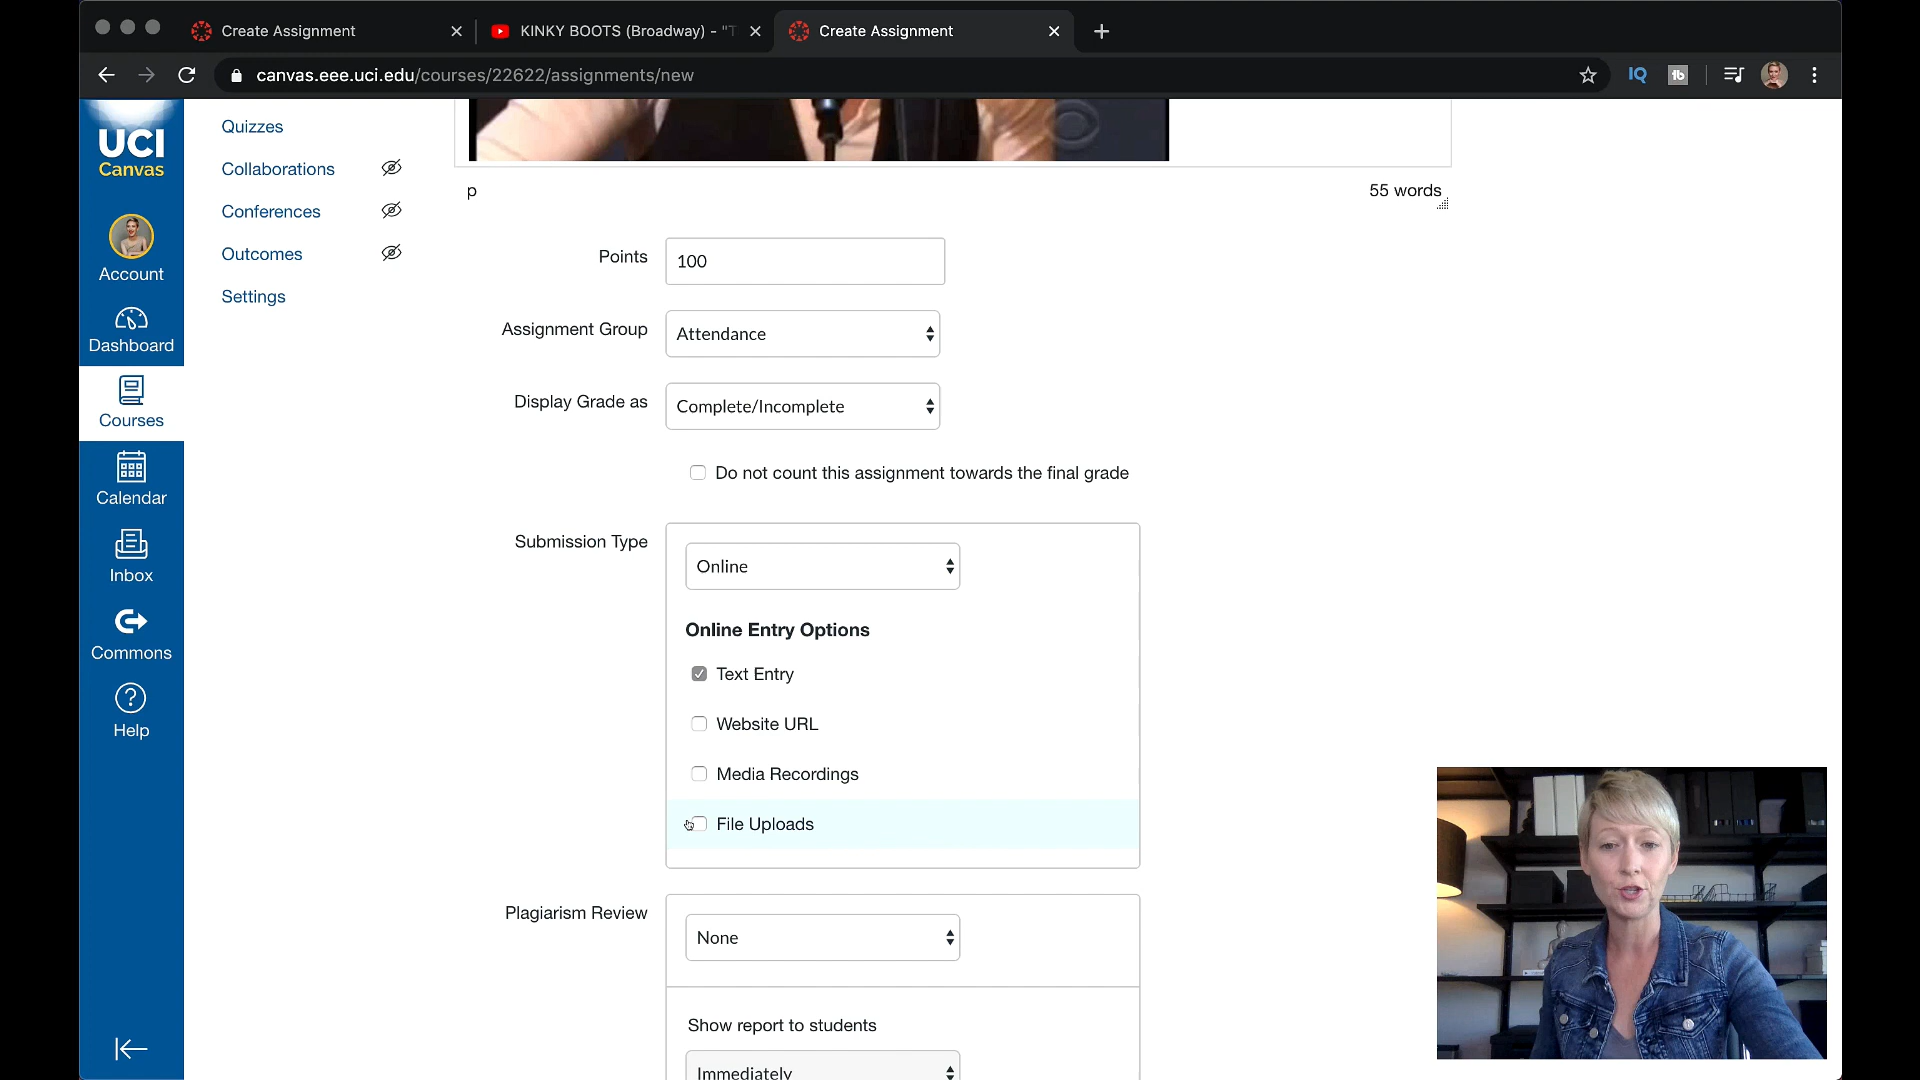 Create Assignment
KINKY BOOTS (Broadway) - "T
Create Assignment
canvas.eee.uci.edu/courses/22622/assignments/new
IQ
tb
UCI
Canvas
Account
Dashboard
Courses
Calendar
Inbox
Commons
Help
Quizzes
Collaborations
Conferences
Outcomes
Settings
p
55 words
Points
100
Assignment Group
Attendance
Display Grade as
Complete/Incomplete
Do not count this assignment towards the final grade
Submission Type
Online
Online Entry Options
Text Entry
Website URL
Media Recordings
File Uploads
Plagiarism Review
None
Show report to students
Immediately